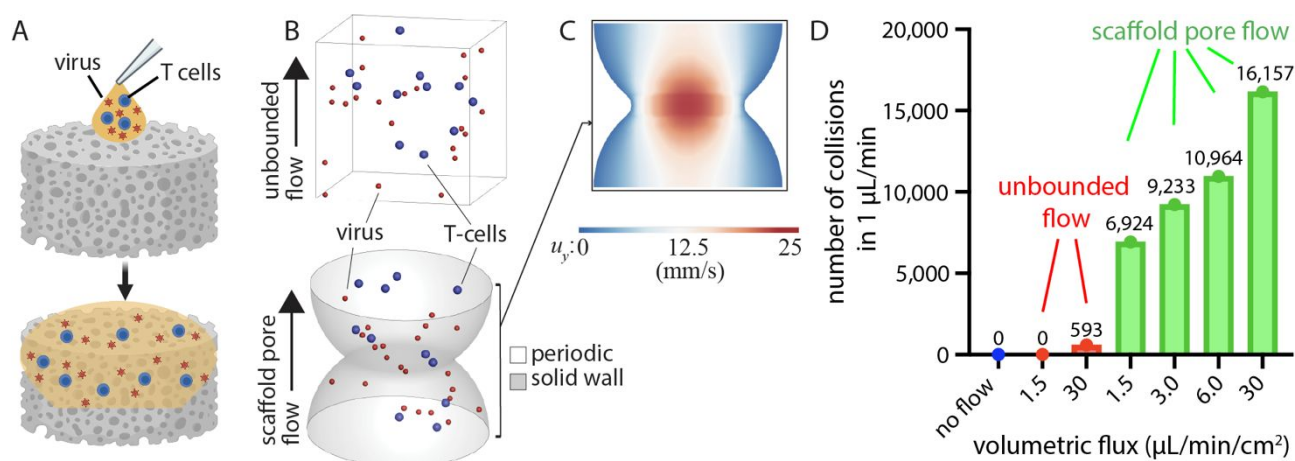 A
virus
T cells
B
unbounded
flow
virus
T-cells
scaffold pore
flow
periodic
solid wall
C
u_y: 0 12.5 25
(mm/s)
D
number of collisions
in 1 μL/min
20,000
15,000
10,000
5,000
0
scaffold pore flow
unbounded
flow
0
0
593
6,924
9,233
10,964
16,157
no flow
1.5
30
1.5
3.0
6.0
30
volumetric flux (μL/min/cm²)